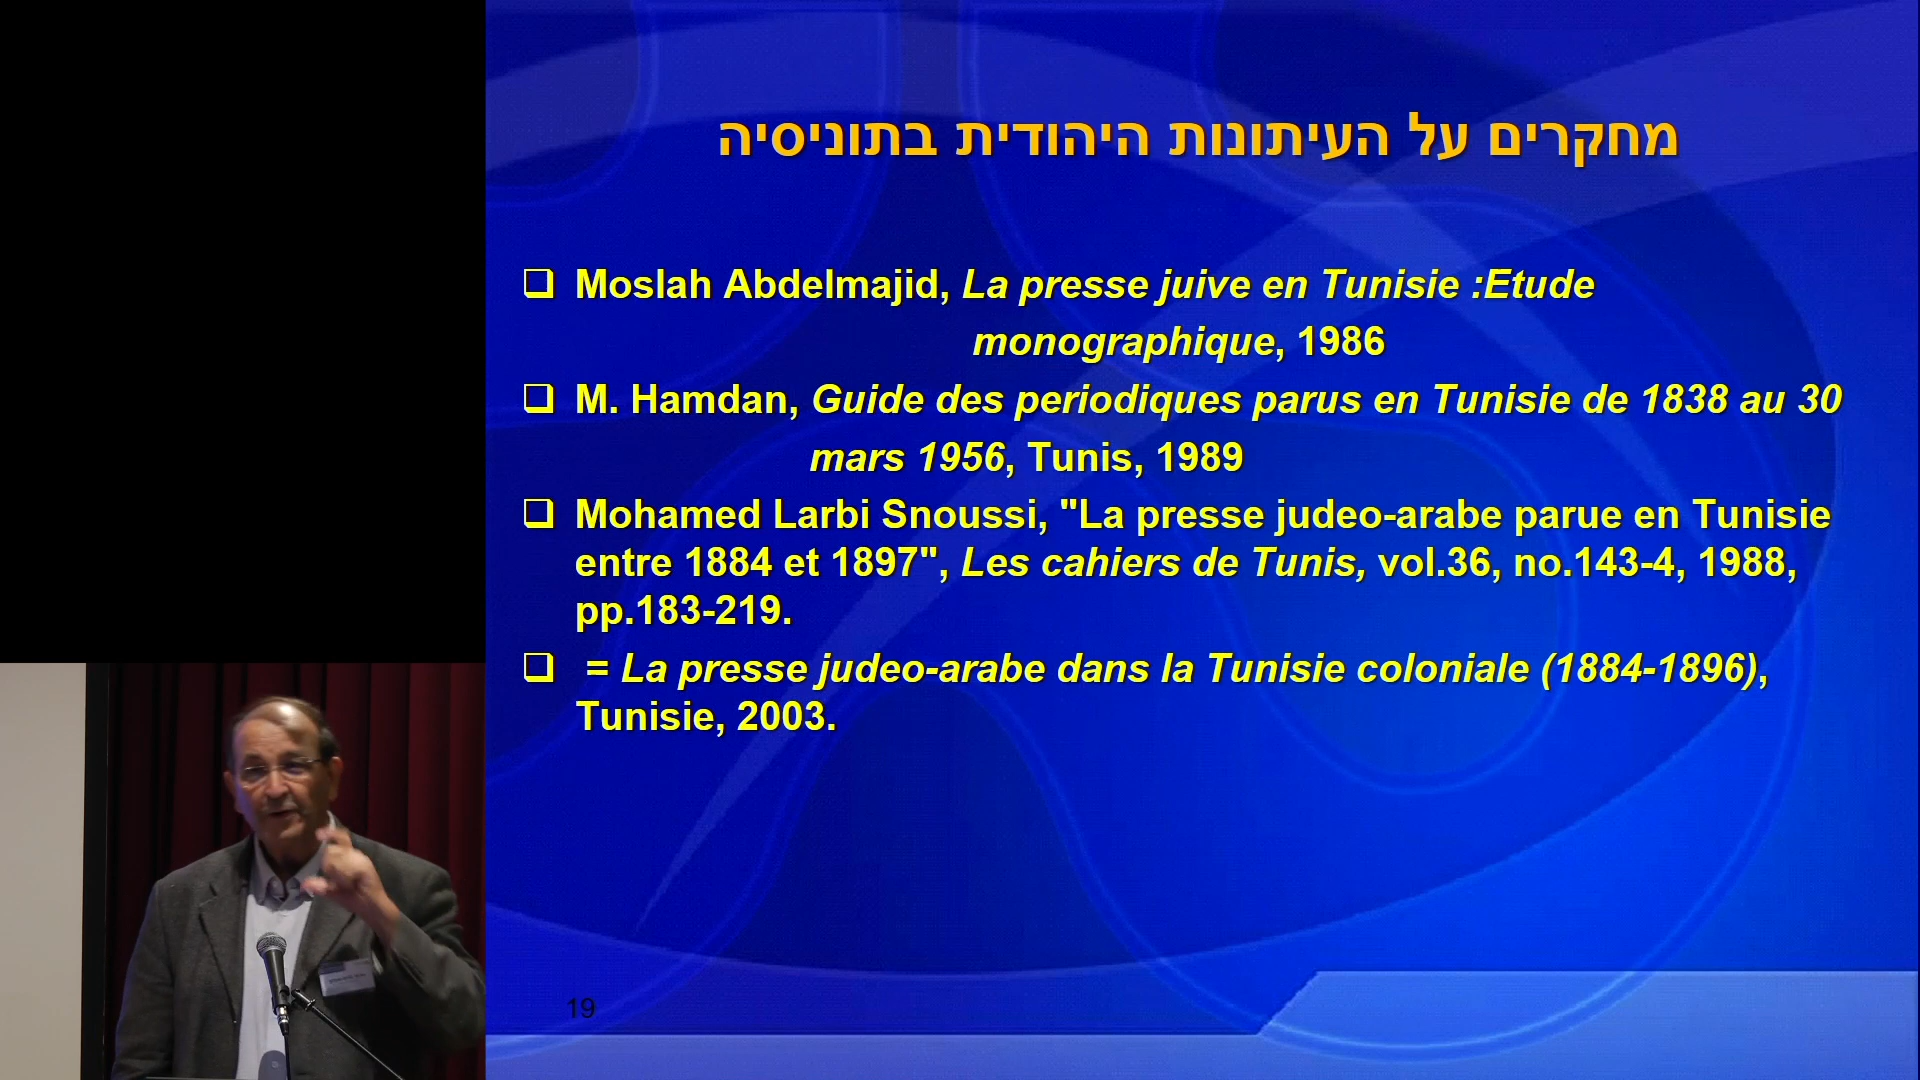 מחקרים על העיתונות היהודית בתוניסיה
Moslah Abdelmajid, La presse juive en Tunisie :Etude
monographique, 1986
M. Hamdan, Guide des periodiques parus en Tunisie de 1838 au 30
mars 1956, Tunis, 1989
Mohamed Larbi Snoussi, "La presse judeo-arabe parue en Tunisie
entre 1884 et 1897", Les cahiers de Tunis, vol.36, no.143-4, 1988,
pp.183-219.
= La presse judeo-arabe dans la Tunisie coloniale (1884-1896),
Tunisie, 2003.
19